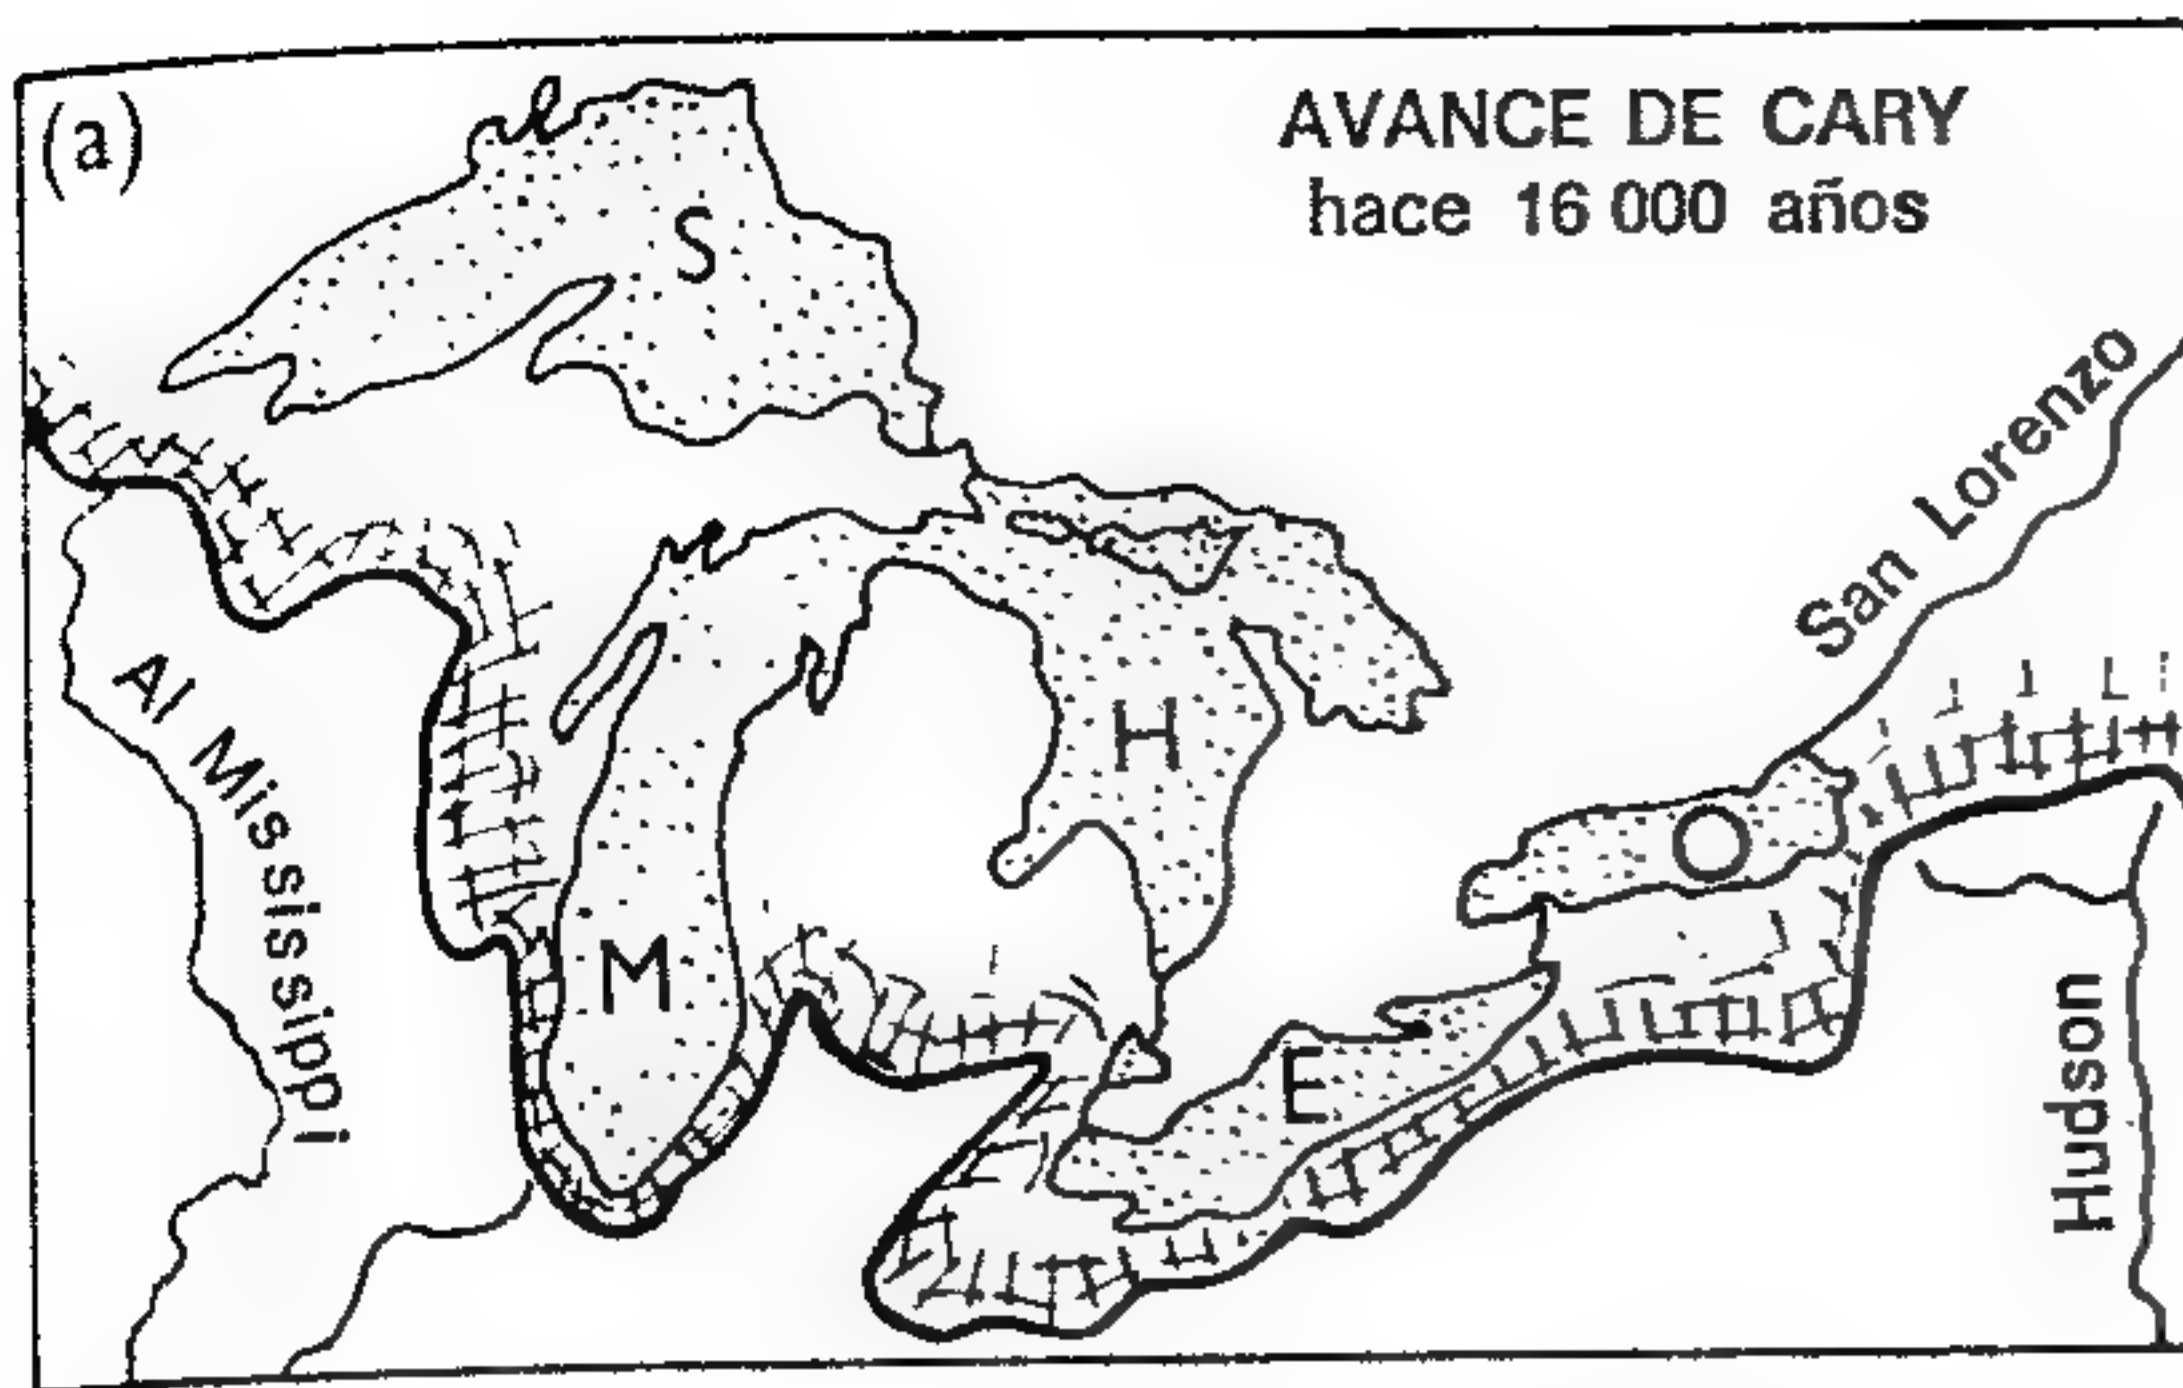 (a)
AVANCE DE CARY
hace 16 000 años
S
San Lorenzo
Al Mississippi
H
O
M
E
Hudson